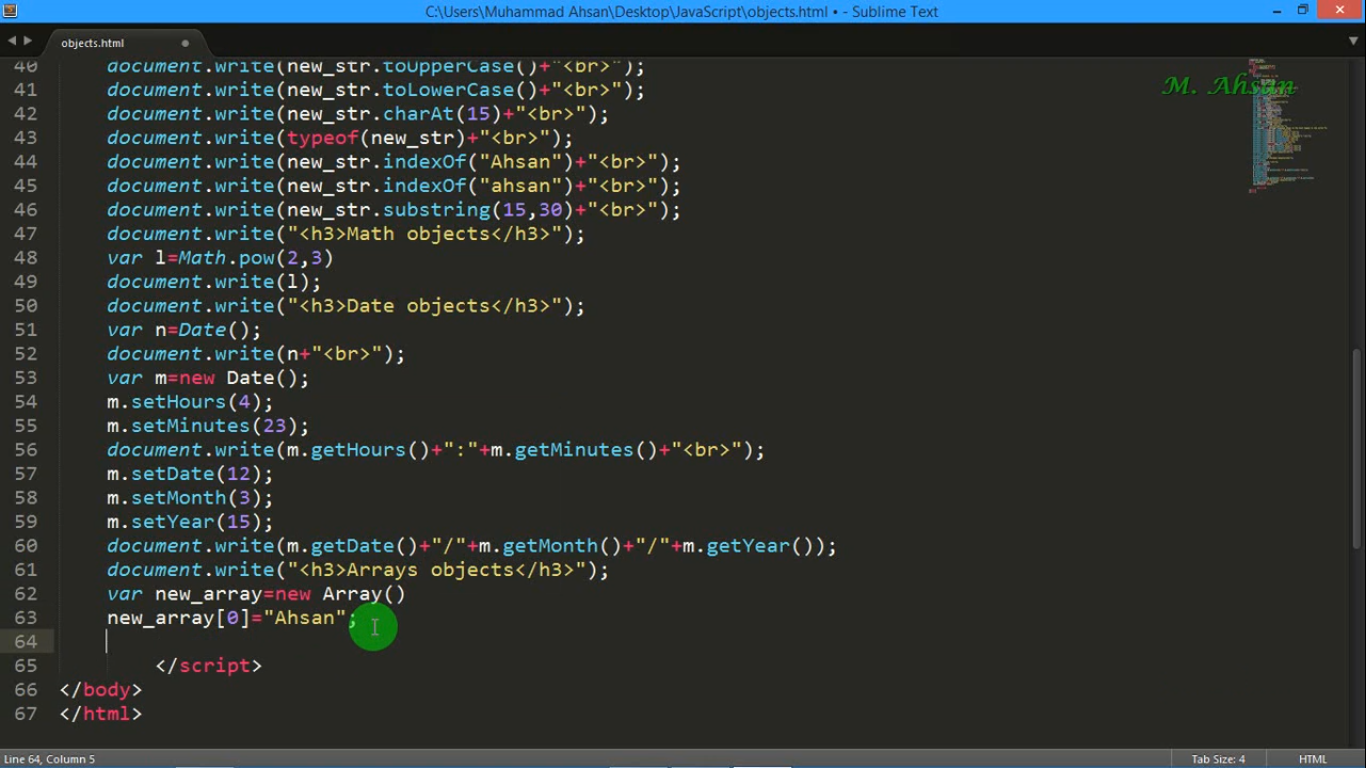 C:\Users\Muhammad Ahsan\Desktop\JavaScript\objects.html • - Sublime Text
objects.html
M. Ahsan
40 document.write(new_str.toUpperCase()+"<br>");
41 document.write(new_str.toLowerCase()+"<br>");
42 document.write(new_str.charAt(15)+"<br>");
43 document.write(typeof(new_str)+"<br>");
44 document.write(new_str.indexOf("Ahsan")+"<br>");
45 document.write(new_str.indexOf("ahsan")+"<br>");
46 document.write(new_str.substring(15,30)+"<br>");
47 document.write("<h3>Math objects</h3>");
48 var l=Math.pow(2,3)
49 document.write(l);
50 document.write("<h3>Date objects</h3>");
51 var n=Date();
52 document.write(n+"<br>");
53 var m=new Date();
54 m.setHours(4);
55 m.setMinutes(23);
56 document.write(m.getHours()+":"+m.getMinutes()+"<br>");
57 m.setDate(12);
58 m.setMonth(3);
59 m.setYear(15);
60 document.write(m.getDate()+"/"+m.getMonth()+"/"+m.getYear());
61 document.write("<h3>Arrays objects</h3>");
62 var new_array=new Array()
63 new_array[0]="Ahsan";
64
65 </script>
66 </body>
67 </html>
Line 64, Column 5
Tab Size: 4
HTML